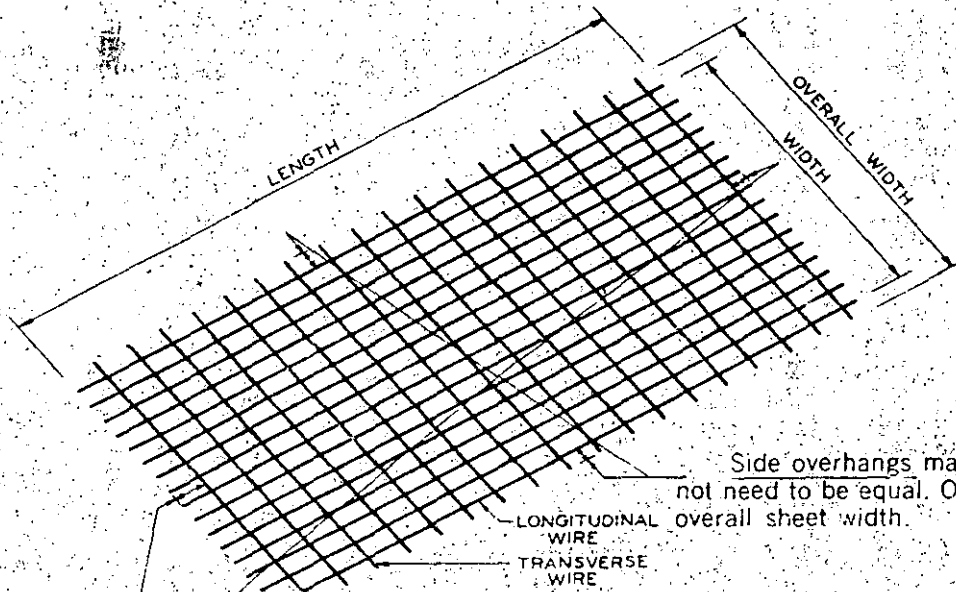 LENGTH
OVERALL WIDTH
WIDTH
Side overhangs ma
not need to be equal. O
overall sheet width.
LONGITUDINAL
WIRE
TRANSVERSE
WIRE